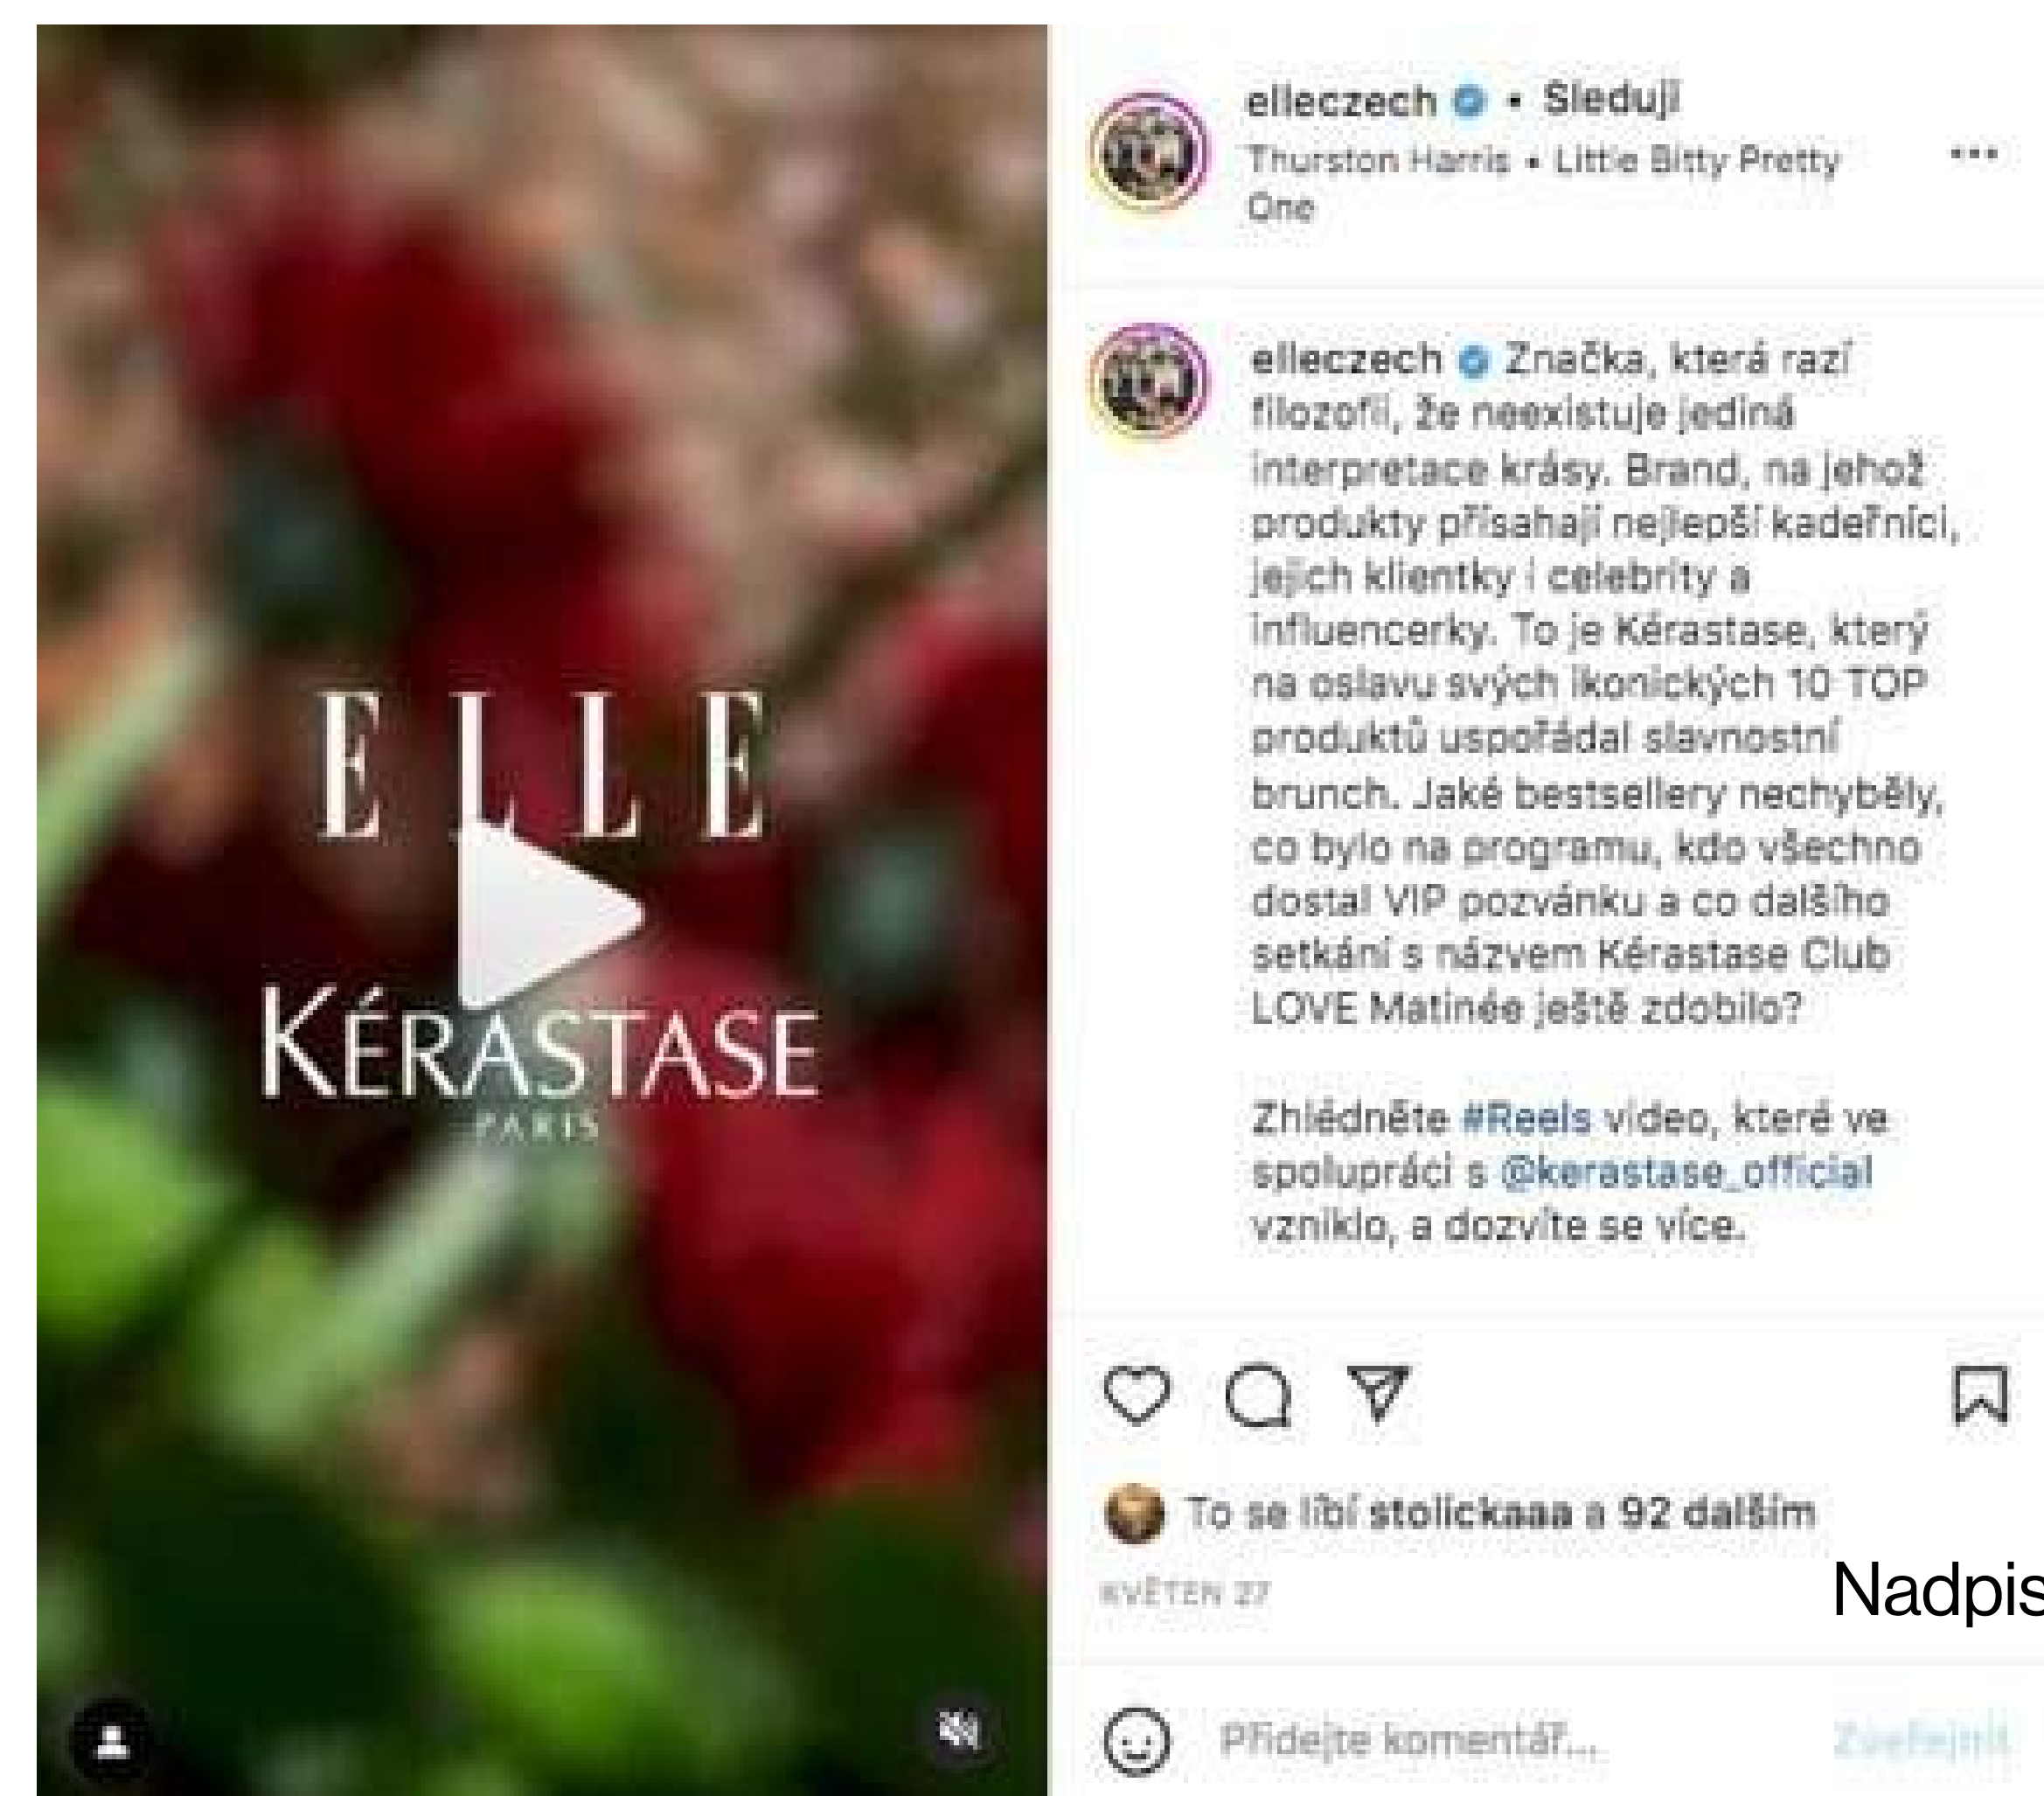 ELLE
KÉRASTASE
PARIS
elleczech • Sleduji
Thurston Harris • Little Bitty Pretty
One
elleczech Značka, která razí
filozofii, že neexistuje jediná
interpretace krásy. Brand, na jehož
produkty přísahají nejlepší kadeřníci,
jejich klientky i celebrity a
influencerky. To je Kérastase, který
na oslavu svých ikonických 10 TOP
produktů uspořádal slavnostní
brunch. Jaké bestsellery nechyběly,
co bylo na programu, kdo všechno
dostal VIP pozvánku a co dalšího
setkání s názvem Kérastase Club
LOVE Matinée ještě zdobilo?
Zhlédněte #Reels video, které ve
spolupráci s @kerastase_official
vzniklo, a dozvíte se více.
To se líbí stolickaaa a 92 dalším
KVĚTEN 27
Nadpis
Přidejte komentář...
Zveřejnit